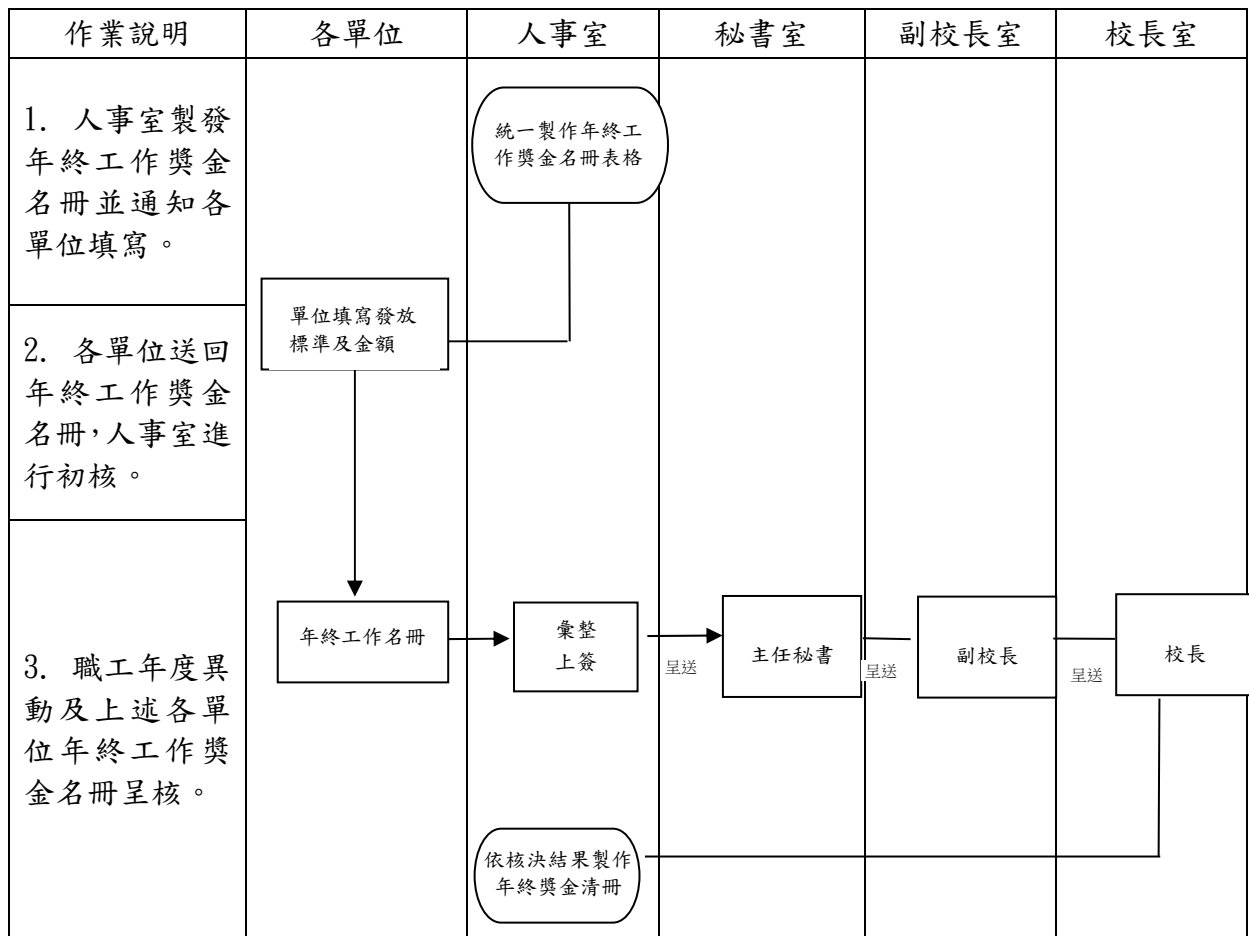 作業說明 各單位 人事室 秘書室 副校長室 校長室
1. 人事室製發
年終工作獎金
名冊並通知各
單位填寫。
2. 各單位送回
年終工作獎金
名冊，人事室進
行初核。
3. 職工年度異
動及上述各單
位年終工作獎
金名冊呈核。
統一製作年終工
作獎金名冊表格
單位填寫發放
標準及金額
年終工作名冊
彙整
上簽
呈送
主任秘書
呈送
副校長
呈送
校長
依核決結果製作
年終獎金清冊